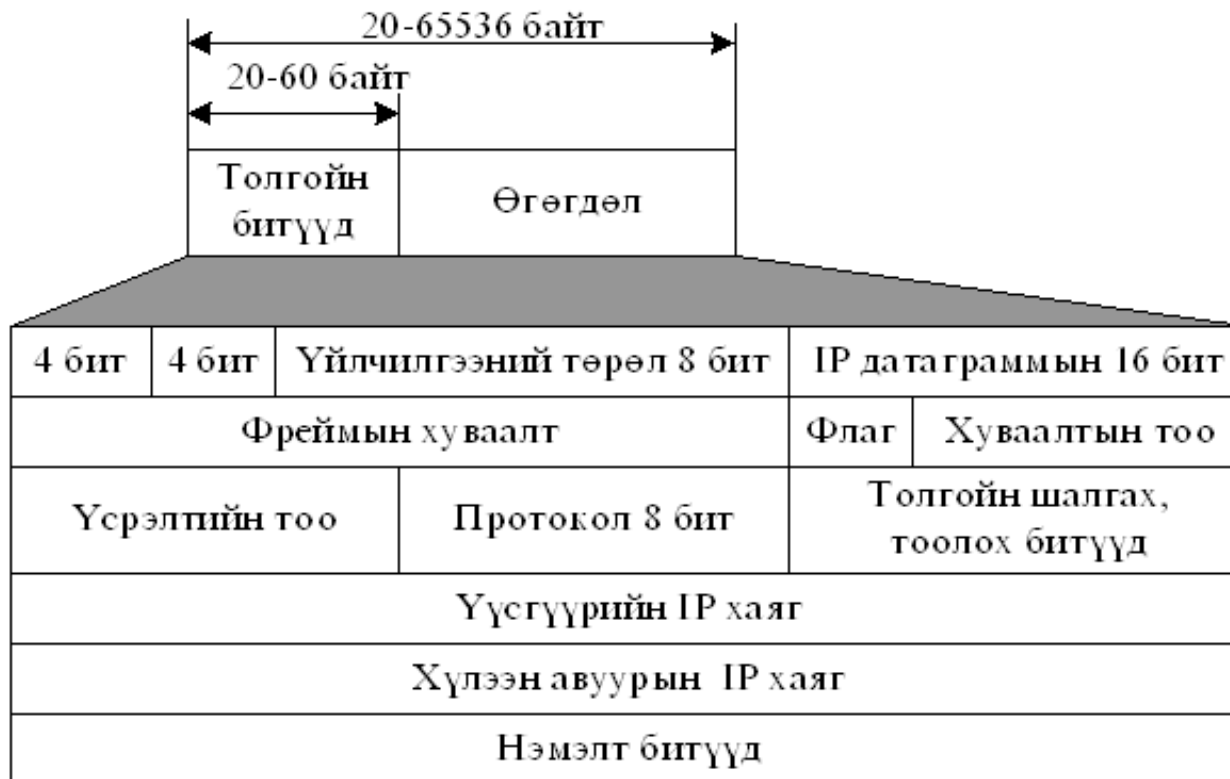 20-65536 байт
20-60 байт
Толгойн
битүүд
Өгөгдөл
4 бит
4 бит
Үйлчилгээний төрөл 8 бит
IP датаграммын 16 бит
Фреймын хуваалт
Флаг
Хуваалтын тоо
Үсрэлтийн тоо
Протокол 8 бит
Толгойн шалгах,
тоолох битүүд
Үүсгүүрийн IP хаяг
Хүлээн авуурын IP хаяг
Нэмэлт битүүд